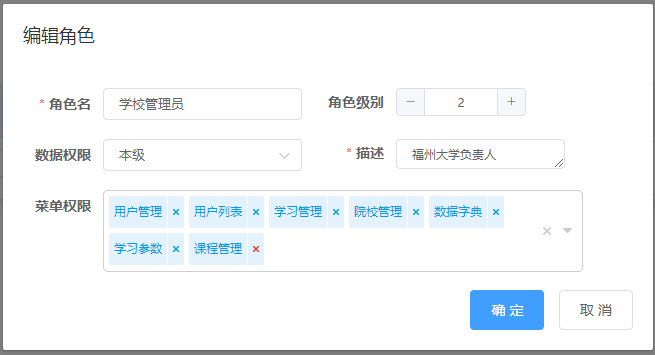 编辑角色
* 角色名 学校管理员 角色级别 − 2 +
数据权限 本级 * 描述 福州大学负责人
菜单权限 用户管理 × 用户列表 × 学习管理 × 院校管理 × 数据字典 ×
学习参数 × 课程管理 ×
确 定 取 消